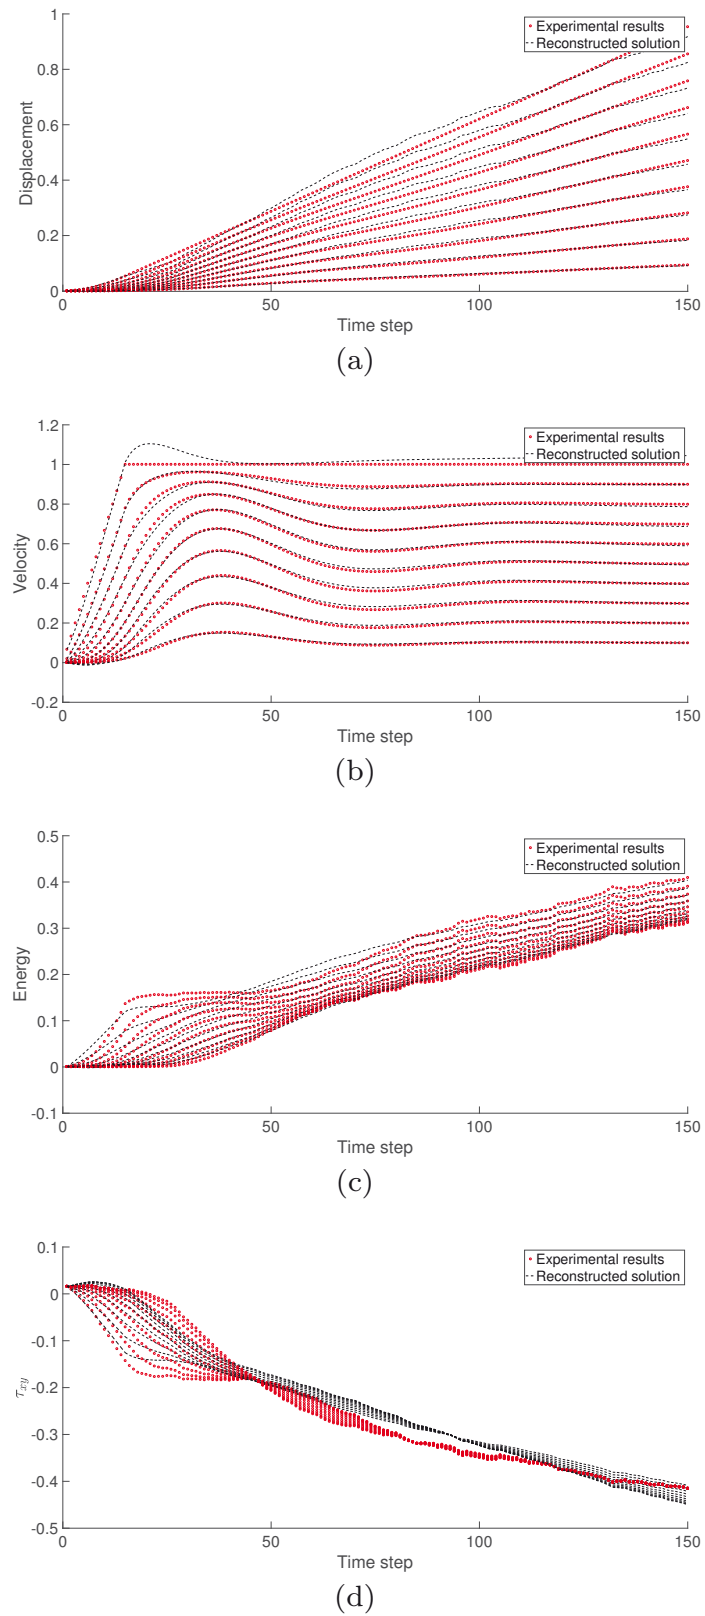 1
0.8
0.6
0.4
0.2
0
Displacement
Experimental results
Reconstructed solution
0 50 100 150
Time step
(a)
1.2
1
0.8
0.6
0.4
0.2
0
-0.2
Velocity
Experimental results
Reconstructed solution
0 50 100 150
Time step
(b)
0.5
0.4
0.3
0.2
0.1
0
-0.1
Energy
Experimental results
Reconstructed solution
0 50 100 150
Time step
(c)
0.1
0
-0.1
-0.2
-0.3
-0.4
-0.5
τxy
Experimental results
Reconstructed solution
0 50 100 150
Time step
(d)